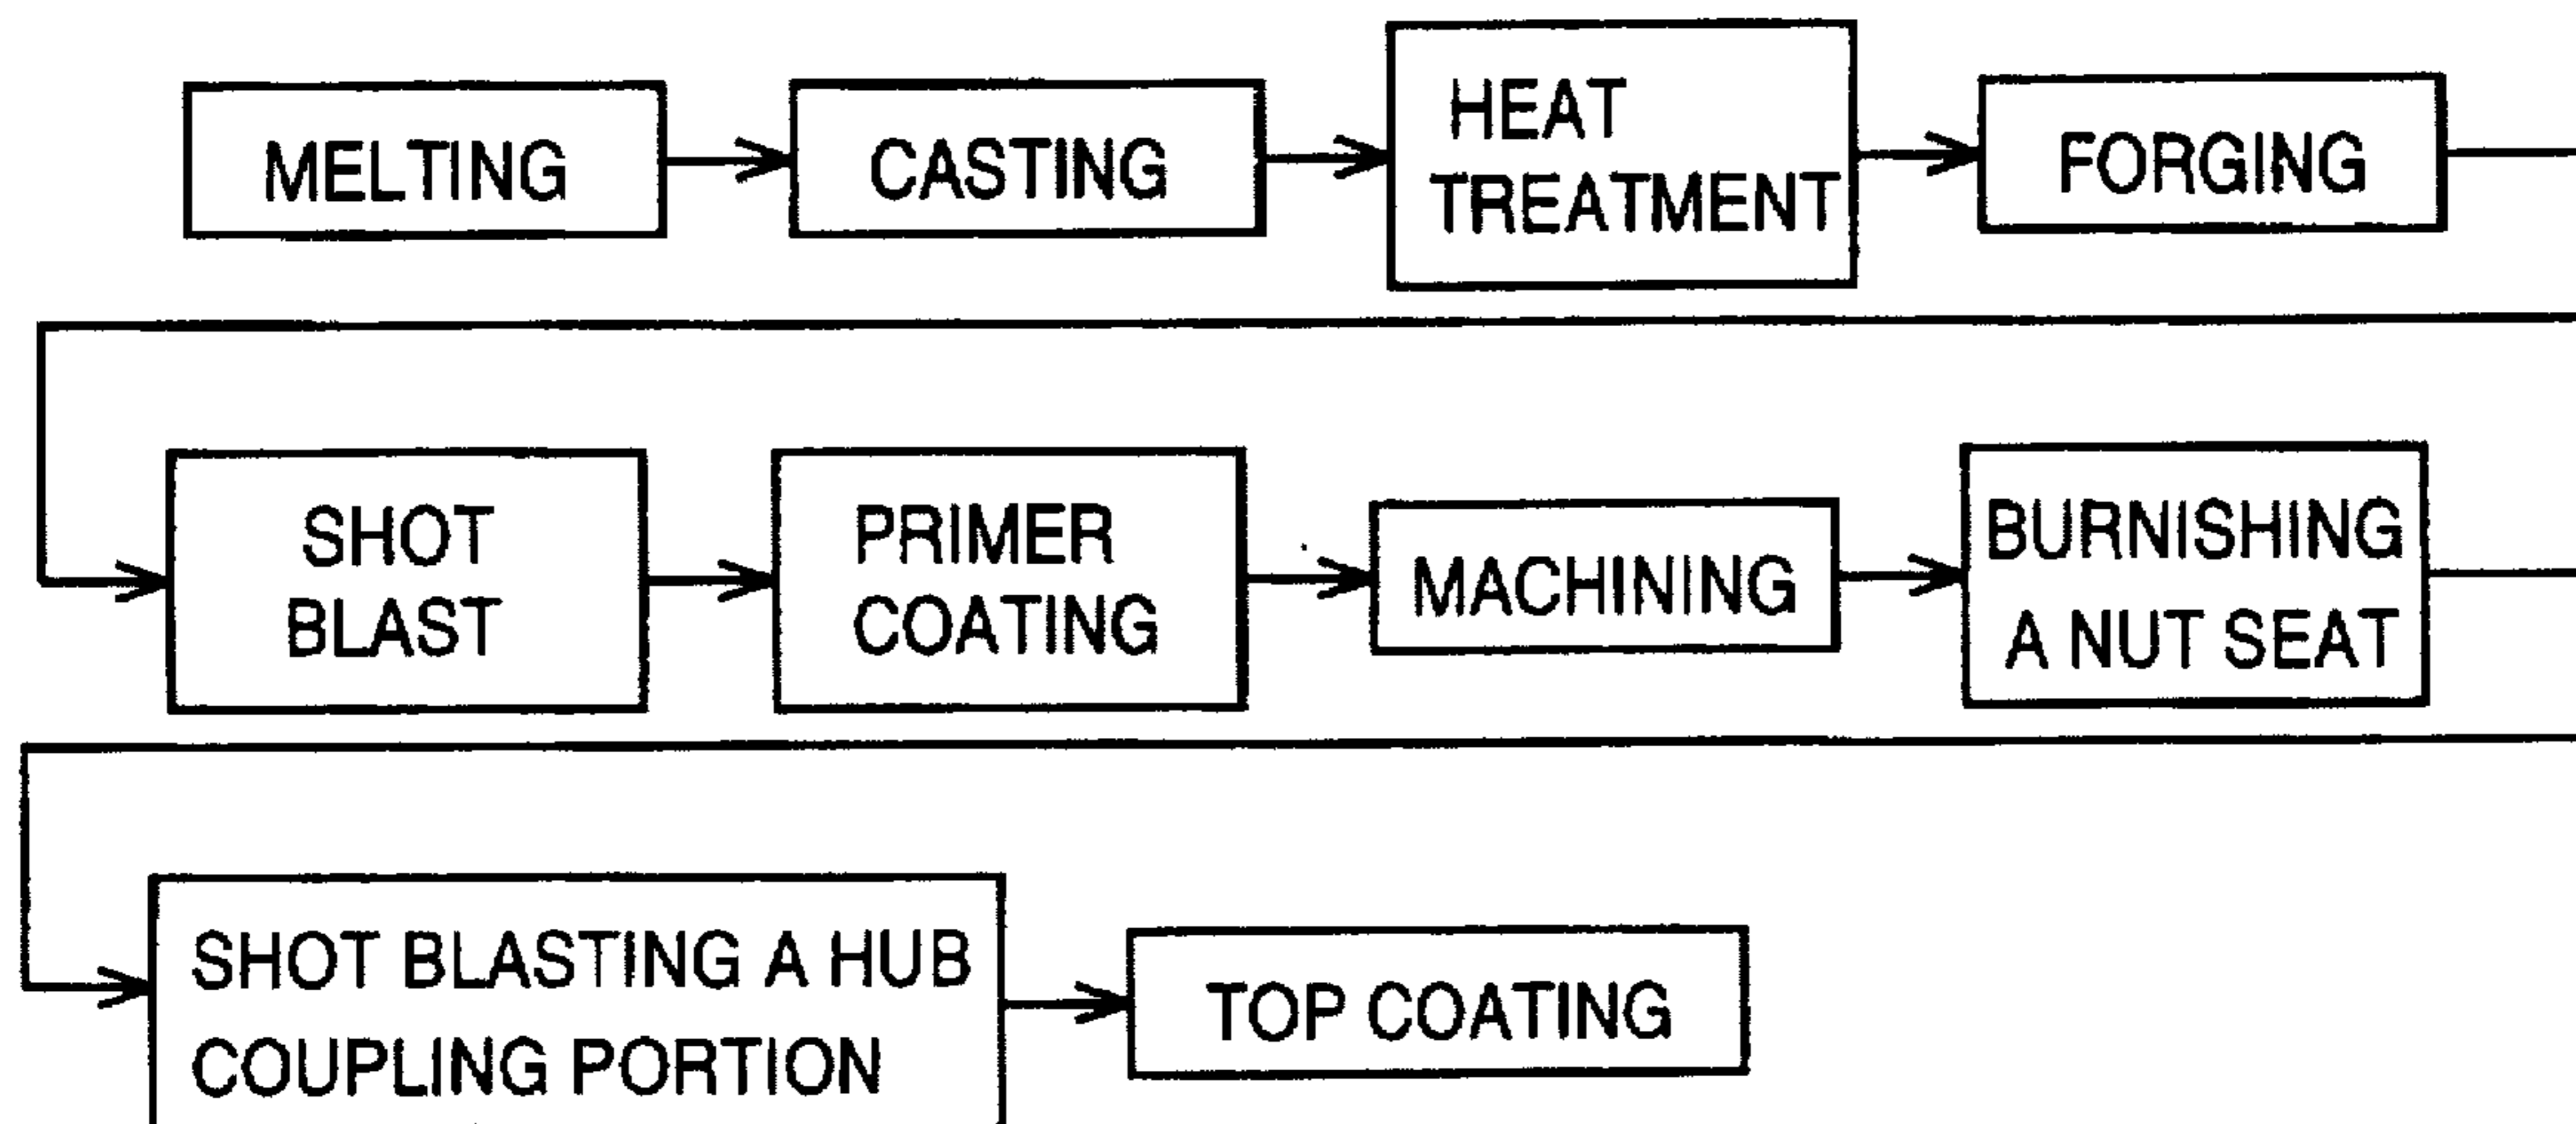 MELTING
CASTING
HEAT
TREATMENT
FORGING
SHOT
BLAST
PRIMER
COATING
MACHINING
BURNISHING
A NUT SEAT
SHOT BLASTING A HUB
COUPLING PORTION
TOP COATING